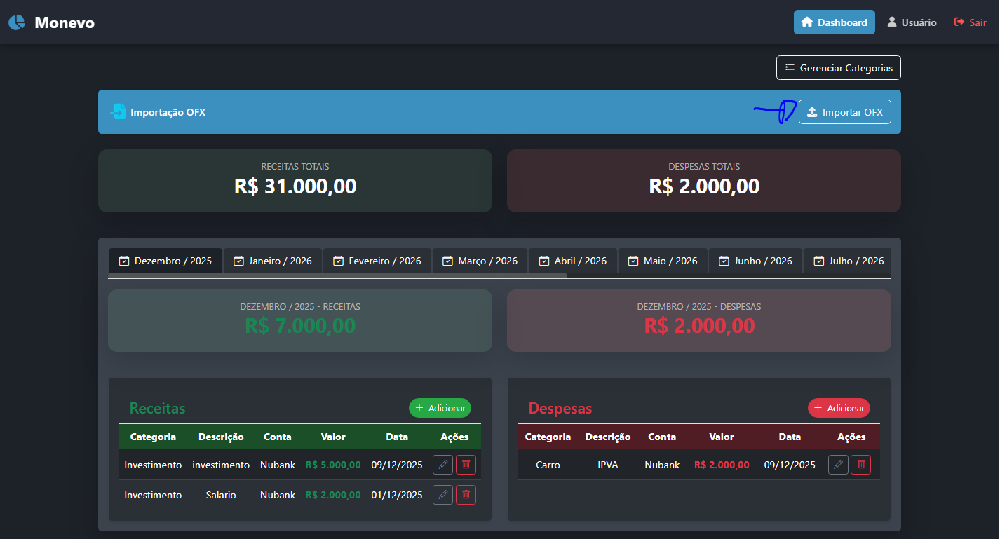 Monevo
Dashboard Usuário Sair
Gerenciar Categorias
Importação OFX Importar OFX
RECEITAS TOTAIS
R$ 31.000,00
DESPESAS TOTAIS
R$ 2.000,00
Dezembro / 2025 Janeiro / 2026 Fevereiro / 2026 Março / 2026 Abril / 2026 Maio / 2026 Junho / 2026 Julho / 2026
DEZEMBRO / 2025 - RECEITAS
R$ 7.000,00
DEZEMBRO / 2025 - DESPESAS
R$ 2.000,00
Receitas + Adicionar
Categoria Descrição Conta Valor Data Ações
Investimento investimento Nubank R$ 5.000,00 09/12/2025
Investimento Salario Nubank R$ 2.000,00 01/12/2025
Despesas + Adicionar
Categoria Descrição Conta Valor Data Ações
Carro IPVA Nubank R$ 2.000,00 09/12/2025